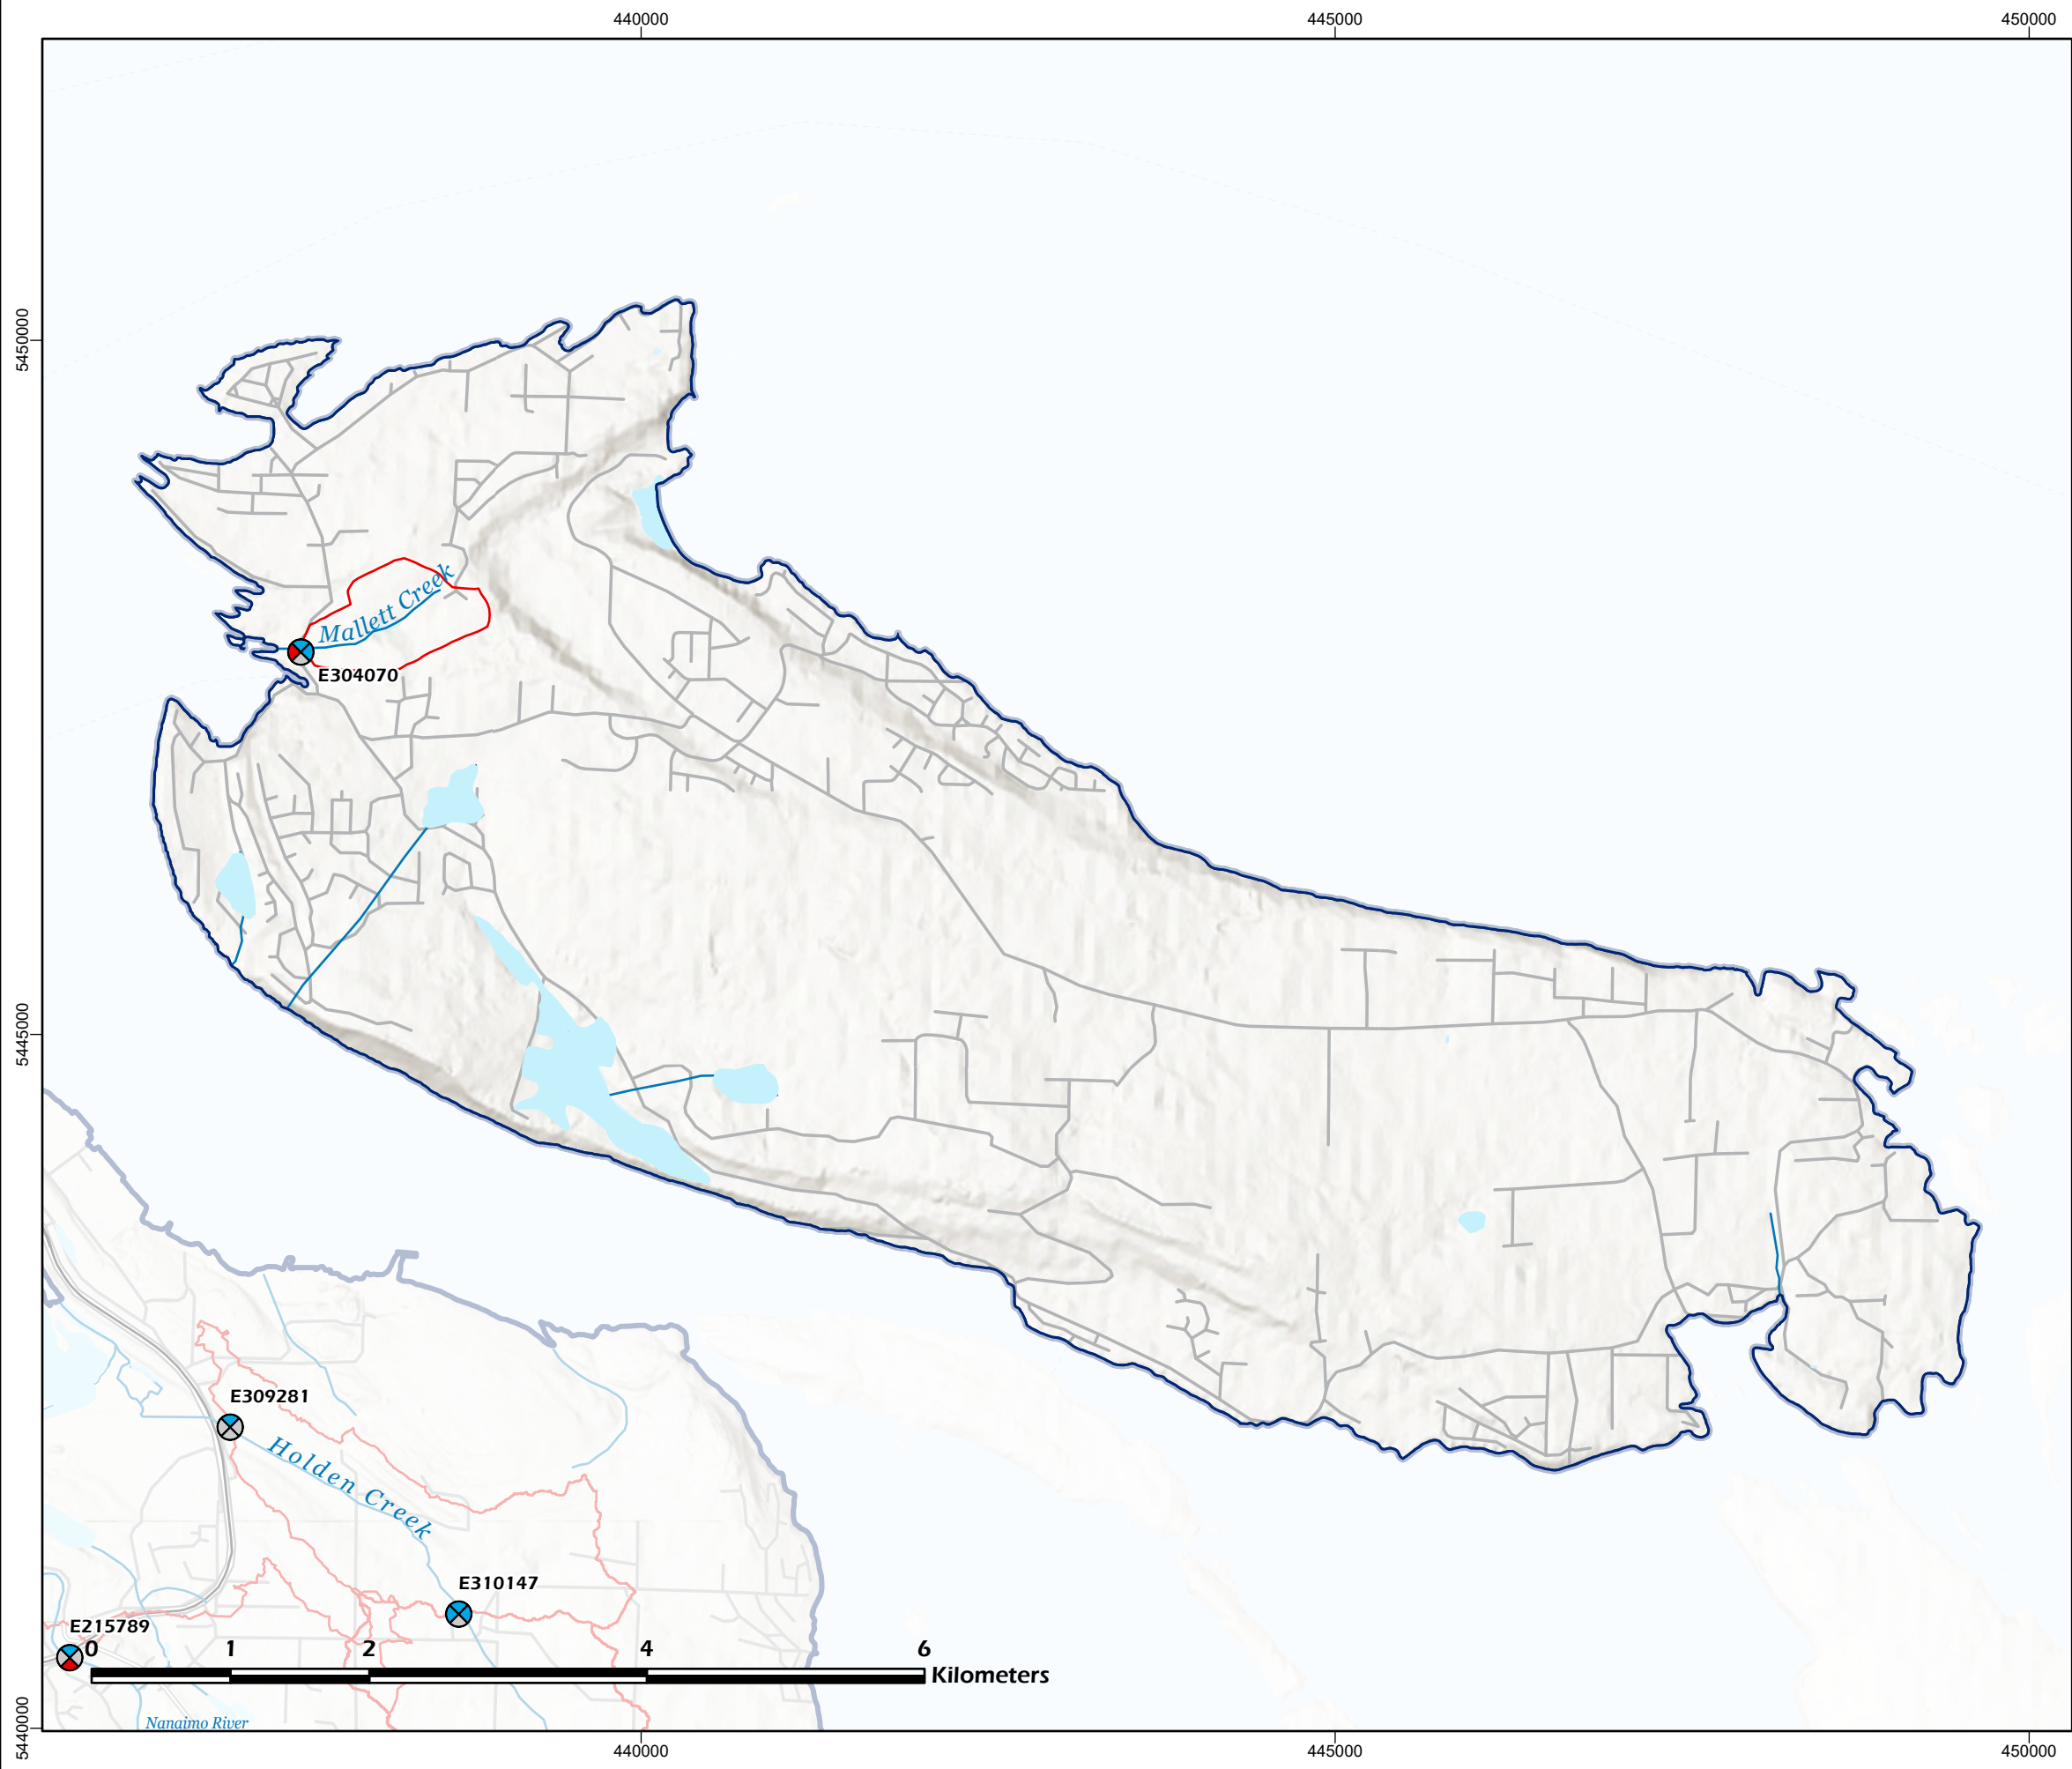 440000 445000 450000
5450000
Mallett Creek
E304070
5445000
E309281
Holden Creek
E310147
E215789
0 1 2 4 6
Kilometers
Nanaimo River
5440000
440000 445000 450000